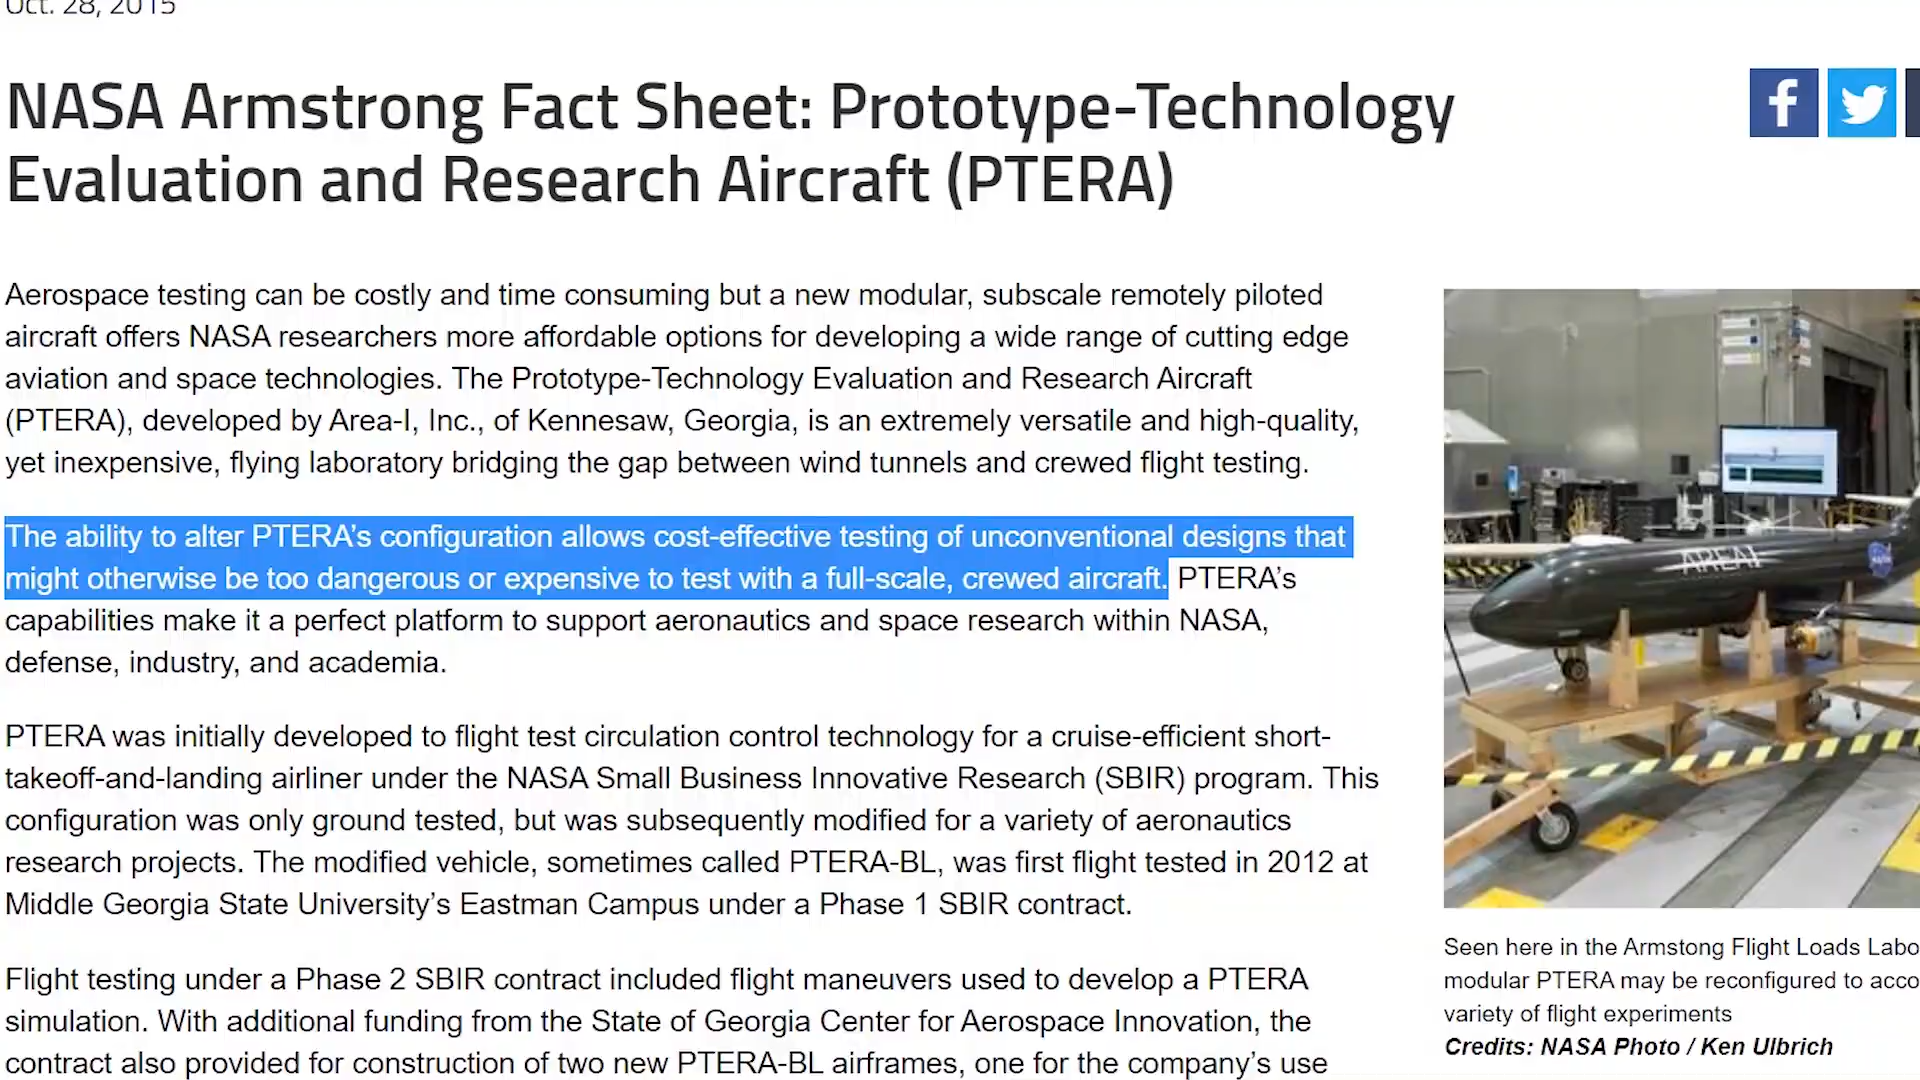 Oct. 28, 2015
NASA Armstrong Fact Sheet: Prototype-Technology
Evaluation and Research Aircraft (PTERA)
Aerospace testing can be costly and time consuming but a new modular, subscale remotely piloted
aircraft offers NASA researchers more affordable options for developing a wide range of cutting edge
aviation and space technologies. The Prototype-Technology Evaluation and Research Aircraft
(PTERA), developed by Area-I, Inc., of Kennesaw, Georgia, is an extremely versatile and high-quality,
yet inexpensive, flying laboratory bridging the gap between wind tunnels and crewed flight testing.
The ability to alter PTERA’s configuration allows cost-effective testing of unconventional designs that
might otherwise be too dangerous or expensive to test with a full-scale, crewed aircraft. PTERA’s
capabilities make it a perfect platform to support aeronautics and space research within NASA,
defense, industry, and academia.
PTERA was initially developed to flight test circulation control technology for a cruise-efficient short-
takeoff-and-landing airliner under the NASA Small Business Innovative Research (SBIR) program. This
configuration was only ground tested, but was subsequently modified for a variety of aeronautics
research projects. The modified vehicle, sometimes called PTERA-BL, was first flight tested in 2012 at
Middle Georgia State University’s Eastman Campus under a Phase 1 SBIR contract.
Flight testing under a Phase 2 SBIR contract included flight maneuvers used to develop a PTERA
simulation. With additional funding from the State of Georgia Center for Aerospace Innovation, the
contract also provided for construction of two new PTERA-BL airframes, one for the company’s use
AREA-I
NASA
Seen here in the Armstong Flight Loads Labo
modular PTERA may be reconfigured to acco
variety of flight experiments
Credits: NASA Photo / Ken Ulbrich